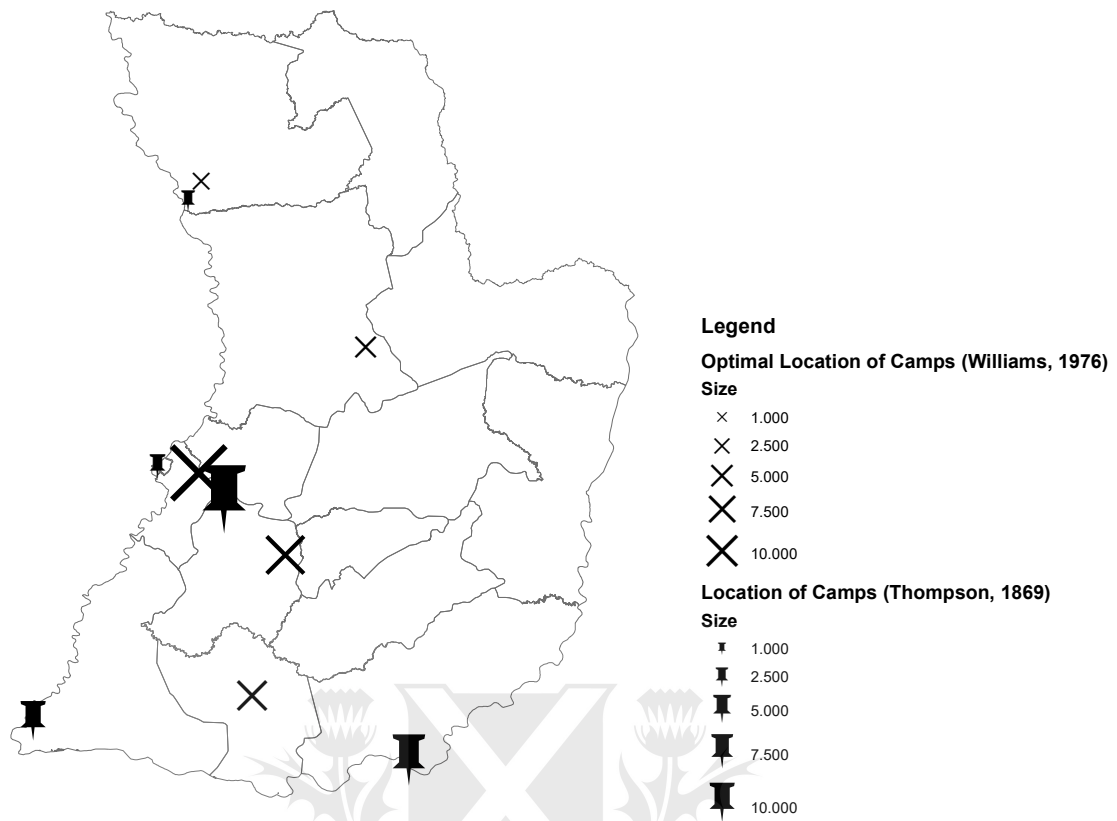 Legend
Optimal Location of Camps (Williams, 1976)
Size
1.000
2.500
5.000
7.500
10.000
Location of Camps (Thompson, 1869)
Size
1.000
2.500
5.000
7.500
10.000